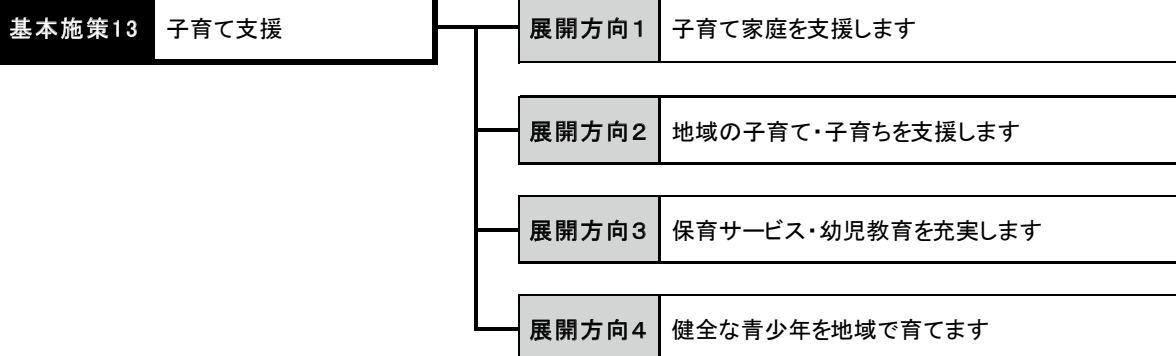 基本施策13 子育て支援
展開方向1 子育て家庭を支援します
展開方向2 地域の子育て・子育ちを支援します
展開方向3 保育サービス・幼児教育を充実します
展開方向4 健全な青少年を地域で育てます